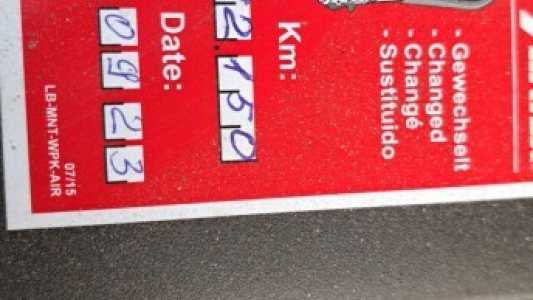 - Gewechselt
- Changed
- Changé
- Sustituido
Km:
2.150
Date:
09 23
LB-MNT-WPK-AIR
07/15